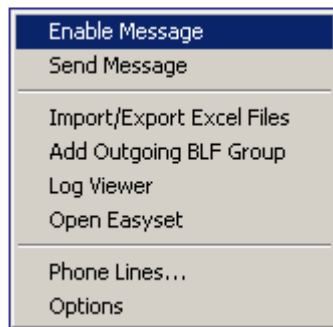 Enable Message
Send Message
Import/Export Excel Files
Add Outgoing BLF Group
Log Viewer
Open Easyset
Phone Lines...
Options